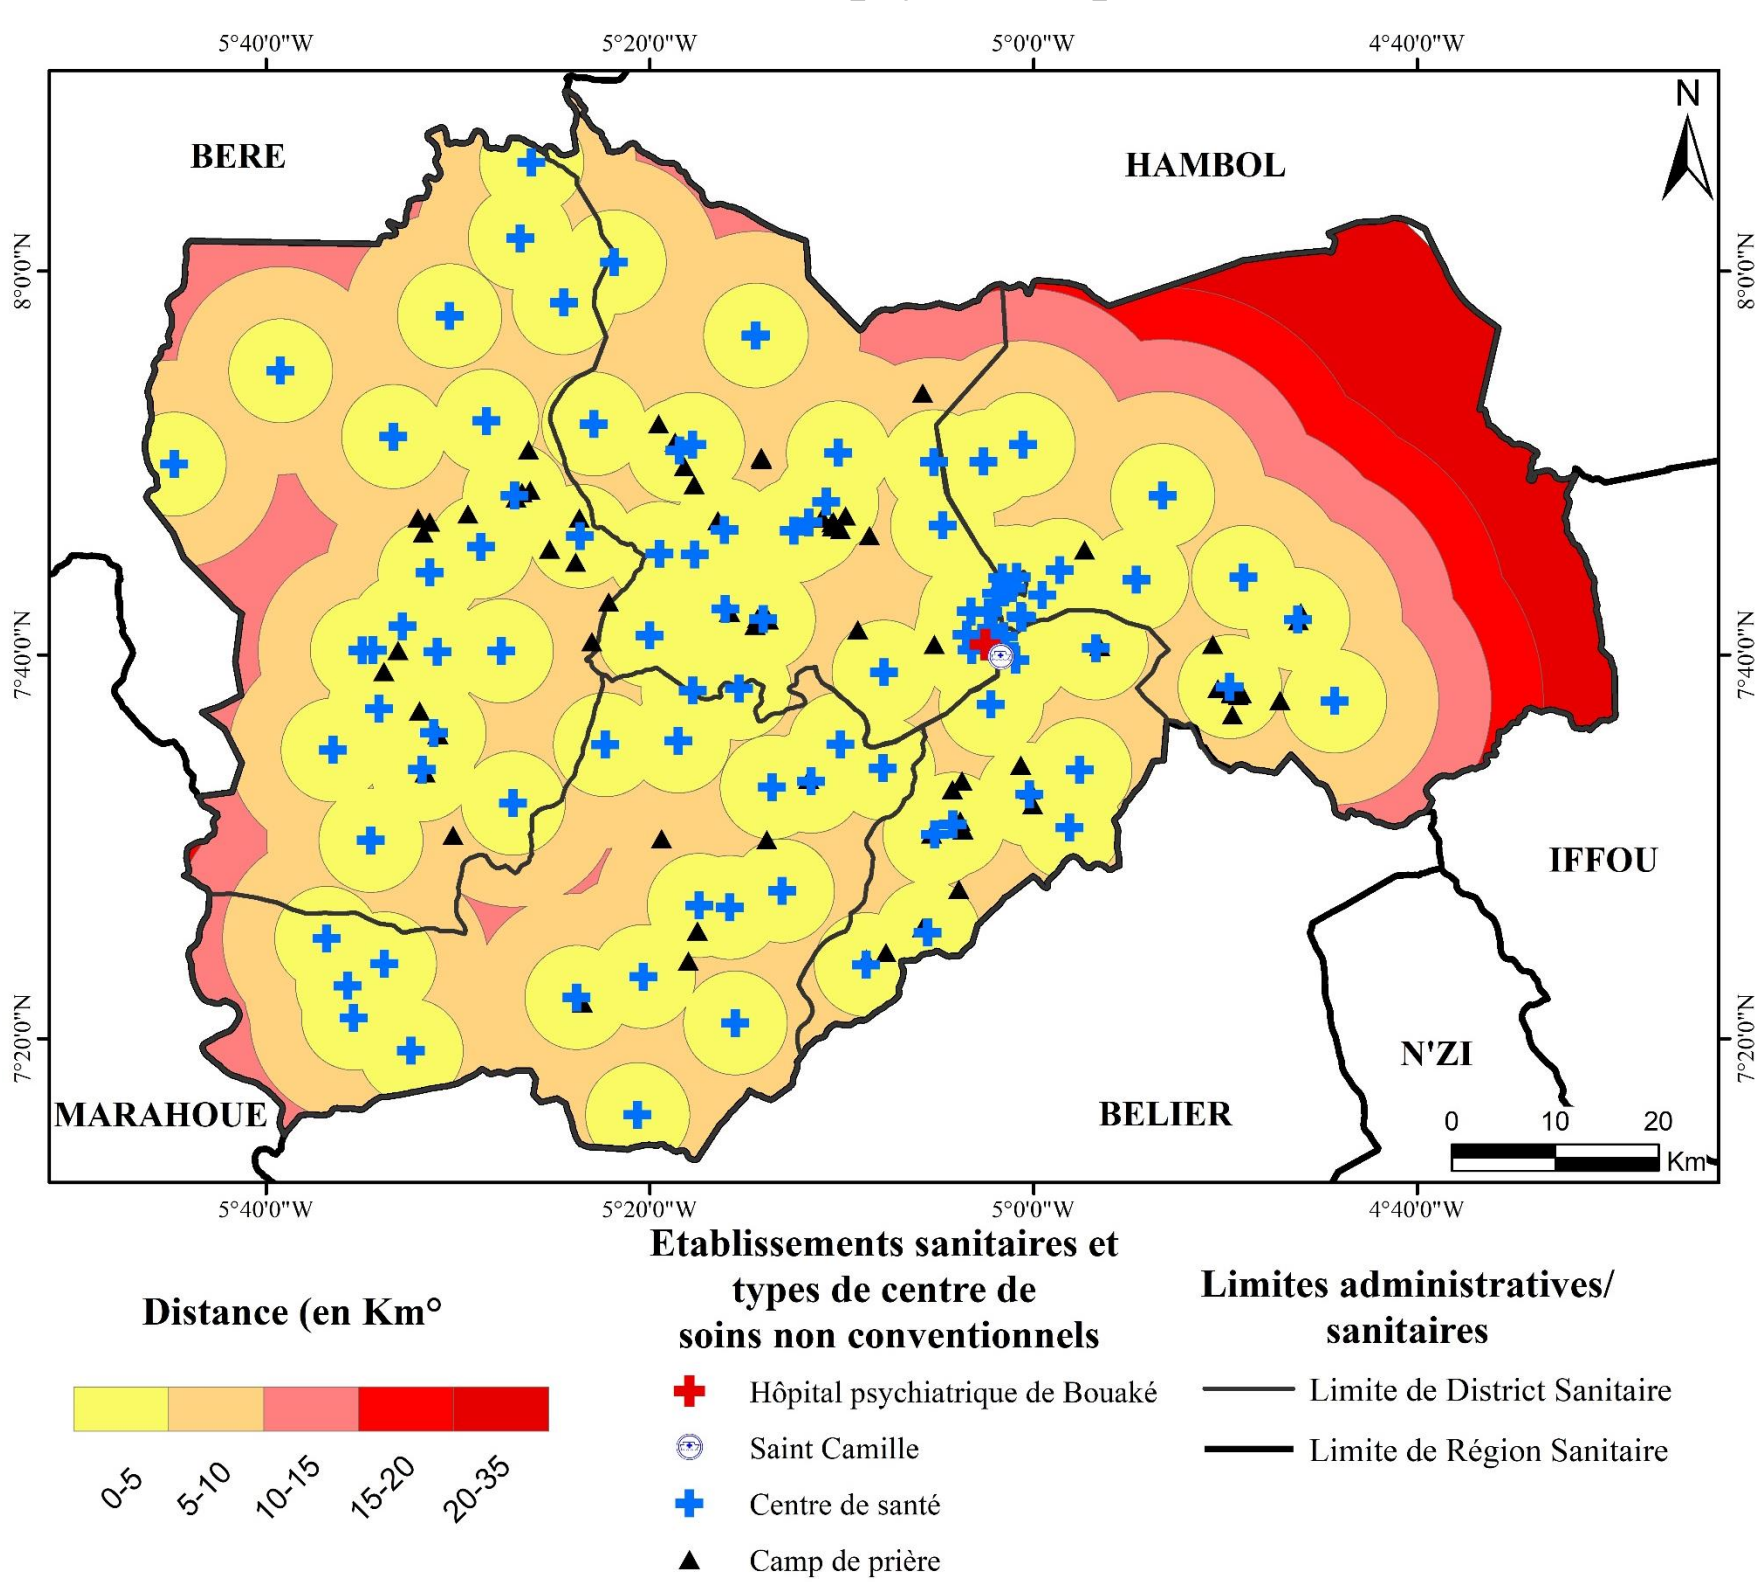 5°40'0"W 5°20'0"W 5°0'0"W 4°40'0"W
N
BERE
HAMBOL
8°0'0"N 8°0'0"N
7°40'0"N 7°40'0"N
IFFOU
7°20'0"N 7°20'0"N
N'ZI
MARAHOUE
BELIER
0 10 20
Km
5°40'0"W 5°20'0"W 5°0'0"W 4°40'0"W
Distance (en Km°
0-5
5-10
10-15
15-20
20-35
Etablissements sanitaires et
types de centre de
soins non conventionnels
Hôpital psychiatrique de Bouaké
Saint Camille
Centre de santé
Camp de prière
Limites administratives/
sanitaires
Limite de District Sanitaire
Limite de Région Sanitaire